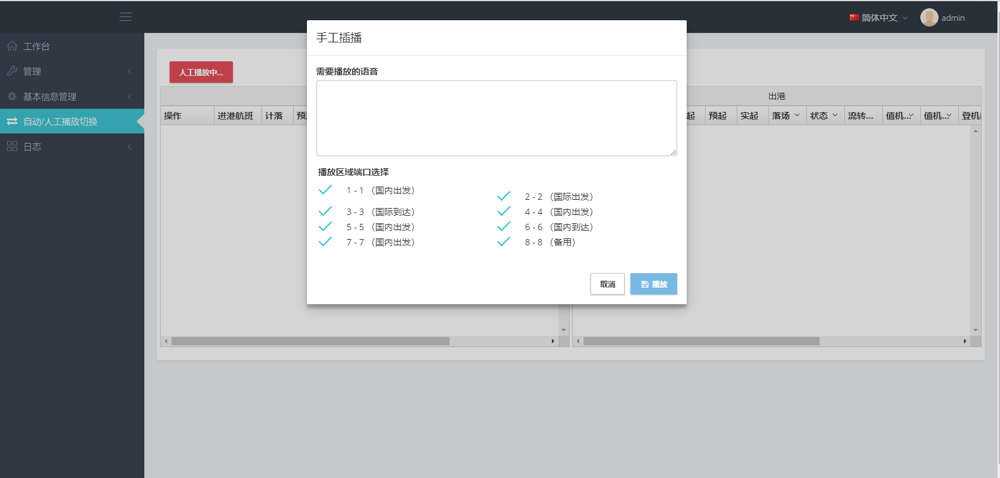 简体中文 admin
工作台
管理
基本信息管理
自动/人工播放切换
日志
人工播放中...
出港
操作 进港航班 计落
起 预起 实起 落场 状态 流转... 值机... 值机... 登机
手工插播
需要播放的语音
播放区域端口选择
1 - 1 （国内出发）
2 - 2 （国际出发）
3 - 3 （国际到达）
4 - 4 （国内出发）
5 - 5 （国内出发）
6 - 6 （国内到达）
7 - 7 （国内出发）
8 - 8 （备用）
取消 播放